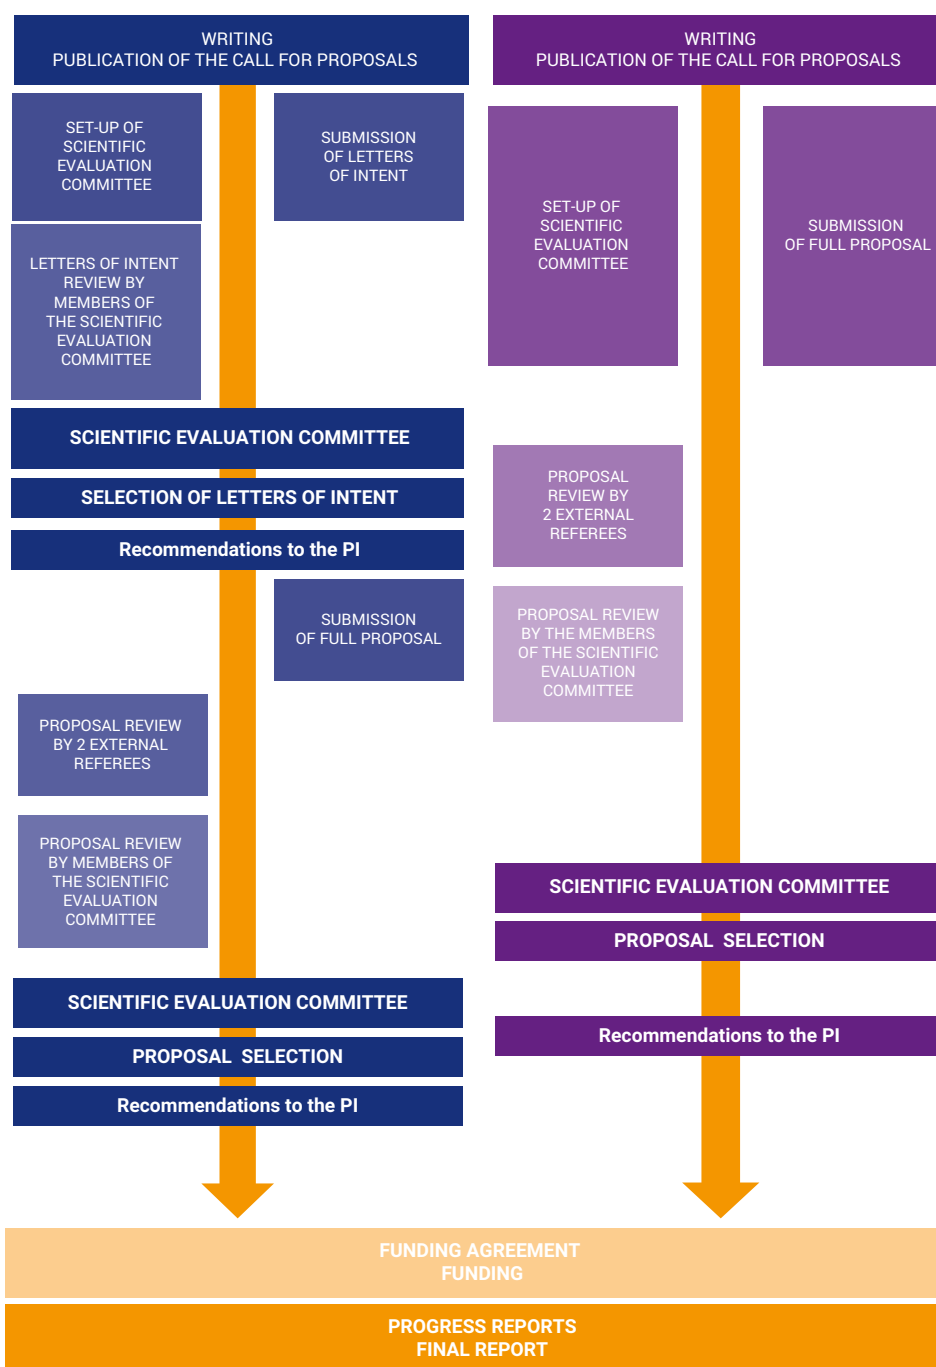 WRITING
PUBLICATION OF THE CALL FOR PROPOSALS
SET-UP OF
SCIENTIFIC
EVALUATION
COMMITTEE
SUBMISSION
OF LETTERS
OF INTENT
LETTERS OF INTENT
REVIEW BY
MEMBERS OF
THE SCIENTIFIC
EVALUATION
COMMITTEE
SCIENTIFIC EVALUATION COMMITTEE
SELECTION OF LETTERS OF INTENT
Recommendations to the PI
SUBMISSION
OF FULL PROPOSAL
PROPOSAL REVIEW
BY 2 EXTERNAL
REFEREES
PROPOSAL REVIEW
BY MEMBERS OF
THE SCIENTIFIC
EVALUATION
COMMITTEE
SCIENTIFIC EVALUATION COMMITTEE
PROPOSAL SELECTION
Recommendations to the PI
WRITING
PUBLICATION OF THE CALL FOR PROPOSALS
SET-UP OF
SCIENTIFIC
EVALUATION
COMMITTEE
SUBMISSION
OF FULL PROPOSAL
PROPOSAL
REVIEW BY
2 EXTERNAL
REFEREES
PROPOSAL REVIEW
BY THE MEMBERS
OF THE SCIENTIFIC
EVALUATION
COMMITTEE
SCIENTIFIC EVALUATION COMMITTEE
PROPOSAL SELECTION
Recommendations to the PI
FUNDING AGREEMENT
FUNDING
PROGRESS REPORTS
FINAL REPORT